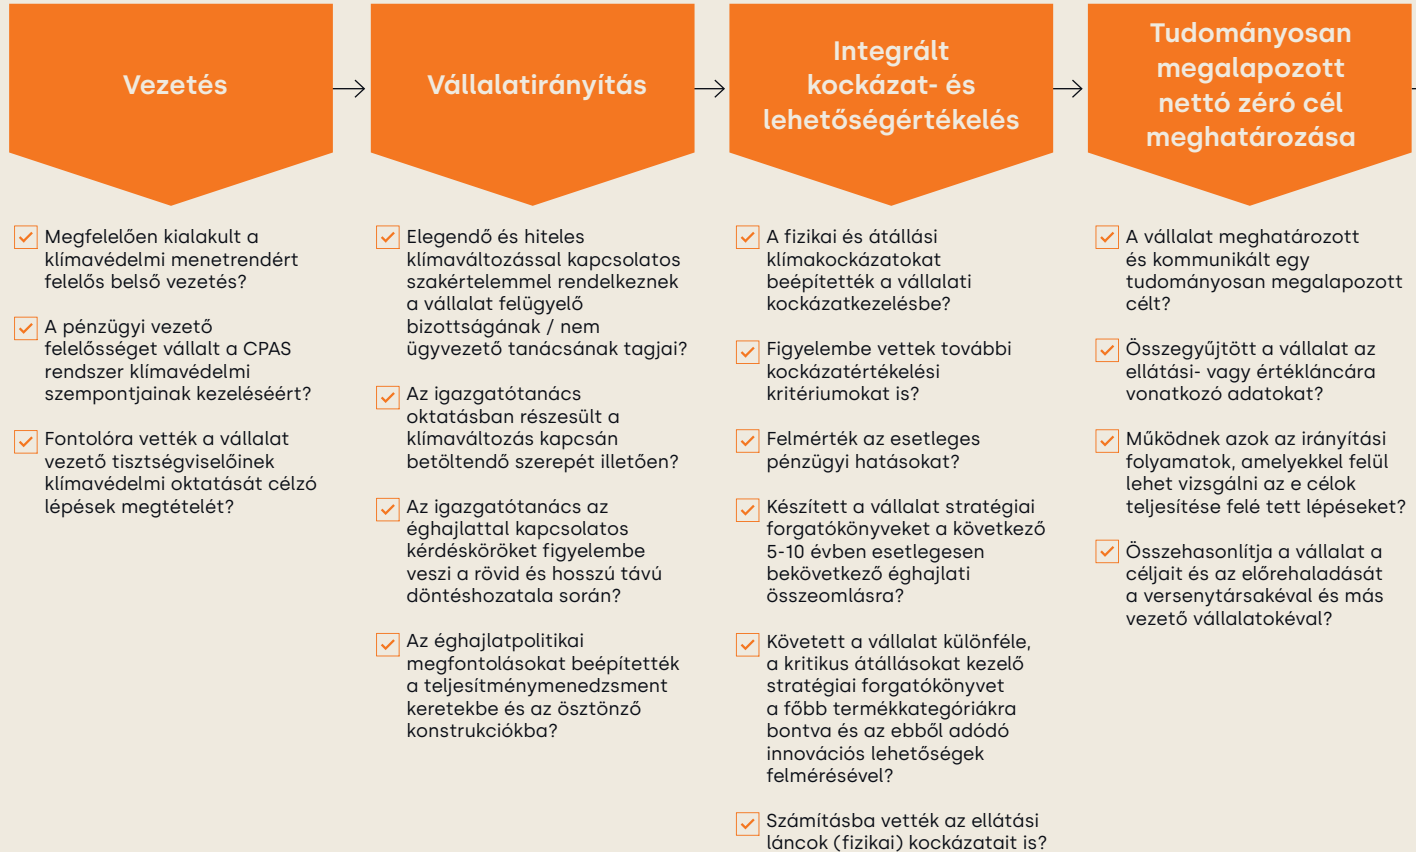 Vezetés
Megfelelően kialakult a
klímavédelmi menetrendért
felelős belső vezetés?
A pénzügyi vezető
felelősséget vállalt a CPAS
rendszer klímavédelmi
szempontjainak kezeléséért?
Fontolóra vették a vállalat
vezető tisztségviselőinek
klímavédelmi oktatását célzó
lépések megtételét?
Vállalatirányítás
Elegendő és hiteles
klímaváltozással kapcsolatos
szakértelemmel rendelkeznek
a vállalat felügyelő
bizottságának / nem
ügyvezető tanácsának tagjai?
Az igazgatótanács
oktatásban részesült a
klímaváltozás kapcsán
betöltendő szerepét illetően?
Az igazgatótanács az
éghajlattal kapcsolatos
kérdésköröket figyelembe
veszi a rövid és hosszú távú
döntéshozatala során?
Az éghajlatpolitikai
megfontolásokat beépítették
a teljesítménymenedzsment
keretekbe és az ösztönző
konstrukciókba?
Integrált
kockázat- és
lehetőségértékelés
A fizikai és átállási
klímakockázatokat
beépítették a vállalati
kockázatkezelésbe?
Figyelembe vettek további
kockázatértékelési
kritériumokat is?
Felmérték az esetleges
pénzügyi hatásokat?
Készített a vállalat stratégiai
forgatókönyveket a következő
5-10 évben esetlegesen
bekövetkező éghajlati
összeomlásra?
Követett a vállalat különféle,
a kritikus átállásokat kezelő
stratégiai forgatókönyvet
a főbb termékkategóriákra
bontva és az ebből adódó
innovációs lehetőségek
felmérésével?
Számításba vették az ellátási
láncok (fizikai) kockázatait is?
Tudományosan
megalapozott
nettó zéró cél
meghatározása
A vállalat meghatározott
és kommunikált egy
tudományosan megalapozott
célt?
Összegyűjtött a vállalat az
ellátási- vagy értékláncára
vonatkozó adatokat?
Működnek azok az irányítási
folyamatok, amelyekkel felül
lehet vizsgálni az e célok
teljesítése felé tett lépéseket?
Összehasonlítja a vállalat a
céljait és az előrehaladását
a versenytársakéval és más
vezető vállalatokéval?